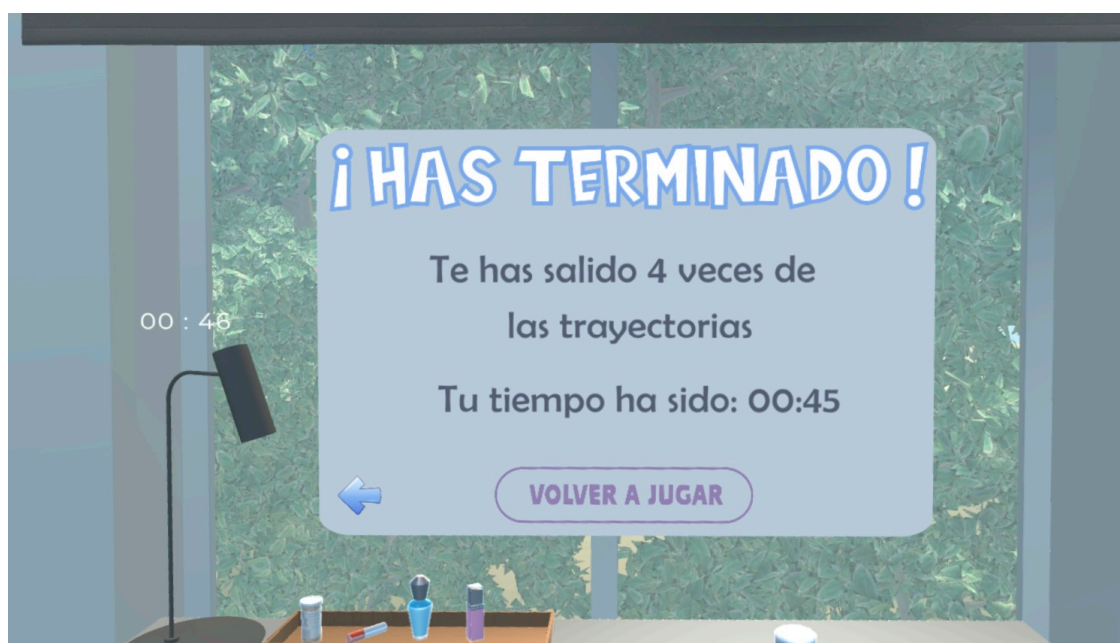 ¡HAS TERMINADO!
Te has salido 4 veces de
las trayectorias
00 : 46
Tu tiempo ha sido: 00:45
VOLVER A JUGAR